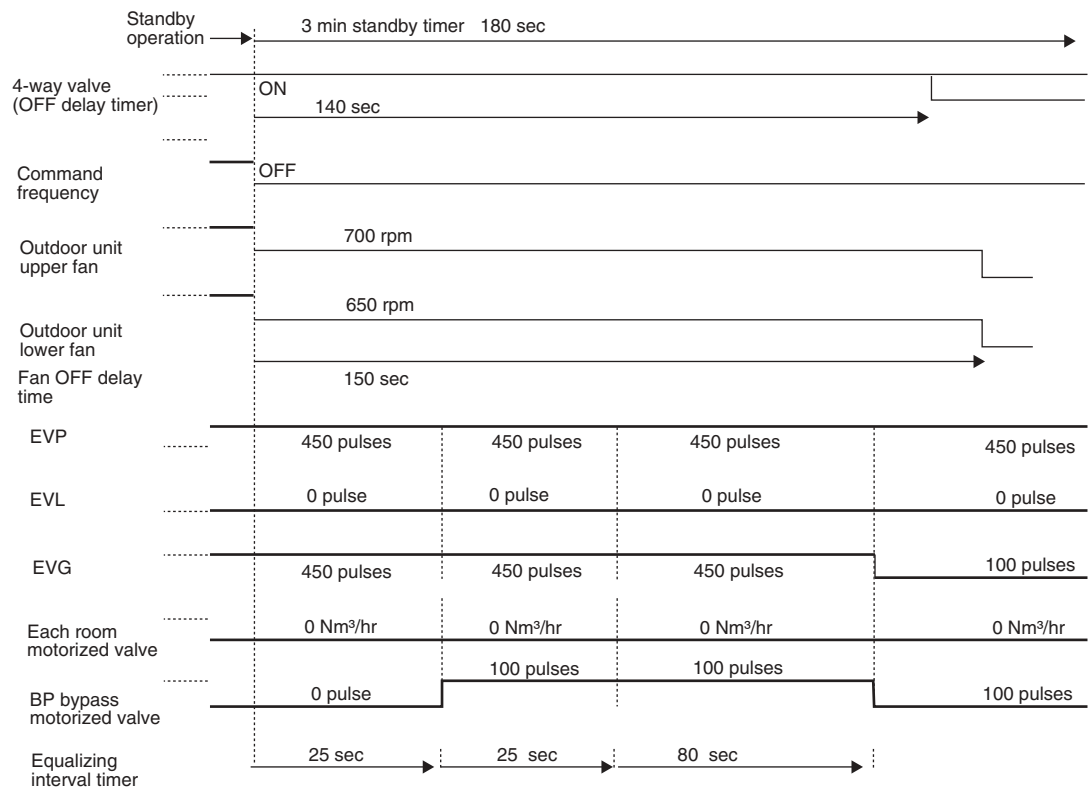 Standby
operation
3 min standby timer 180 sec
4-way valve
(OFF delay timer)
ON
140 sec
Command
frequency
OFF
Outdoor unit
upper fan
700 rpm
Outdoor unit
lower fan
650 rpm
Fan OFF delay
time
150 sec
EVP
450 pulses 450 pulses 450 pulses 450 pulses
EVL
0 pulse 0 pulse 0 pulse 0 pulse
EVG
450 pulses 450 pulses 450 pulses 100 pulses
Each room
motorized valve
0 Nm³/hr 0 Nm³/hr 0 Nm³/hr 0 Nm³/hr
BP bypass
motorized valve
0 pulse 100 pulses 100 pulses 100 pulses
Equalizing
interval timer
25 sec 25 sec 80 sec